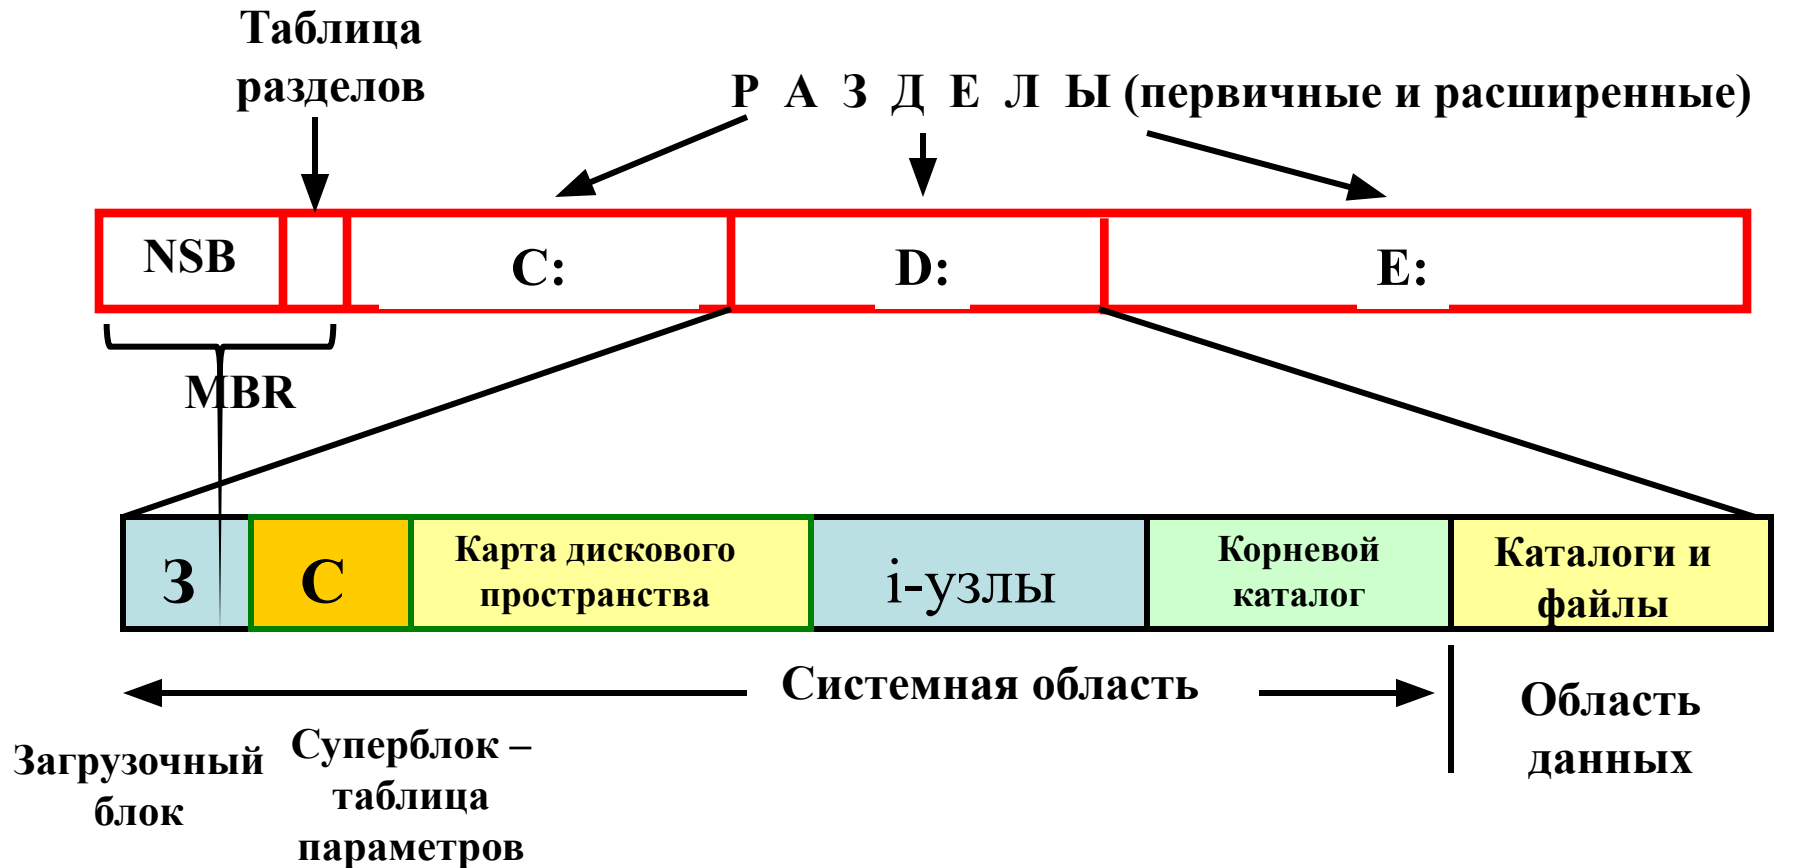 Таблица
разделов
Р А З Д Е Л Ы (первичные и расширенные)
NSB
C:
D:
E:
MBR
З
С
Карта дискового
пространства
i-узлы
Корневой
каталог
Каталоги и
файлы
Системная область
Область
данных
Загрузочный
блок
Суперблок –
таблица
параметров